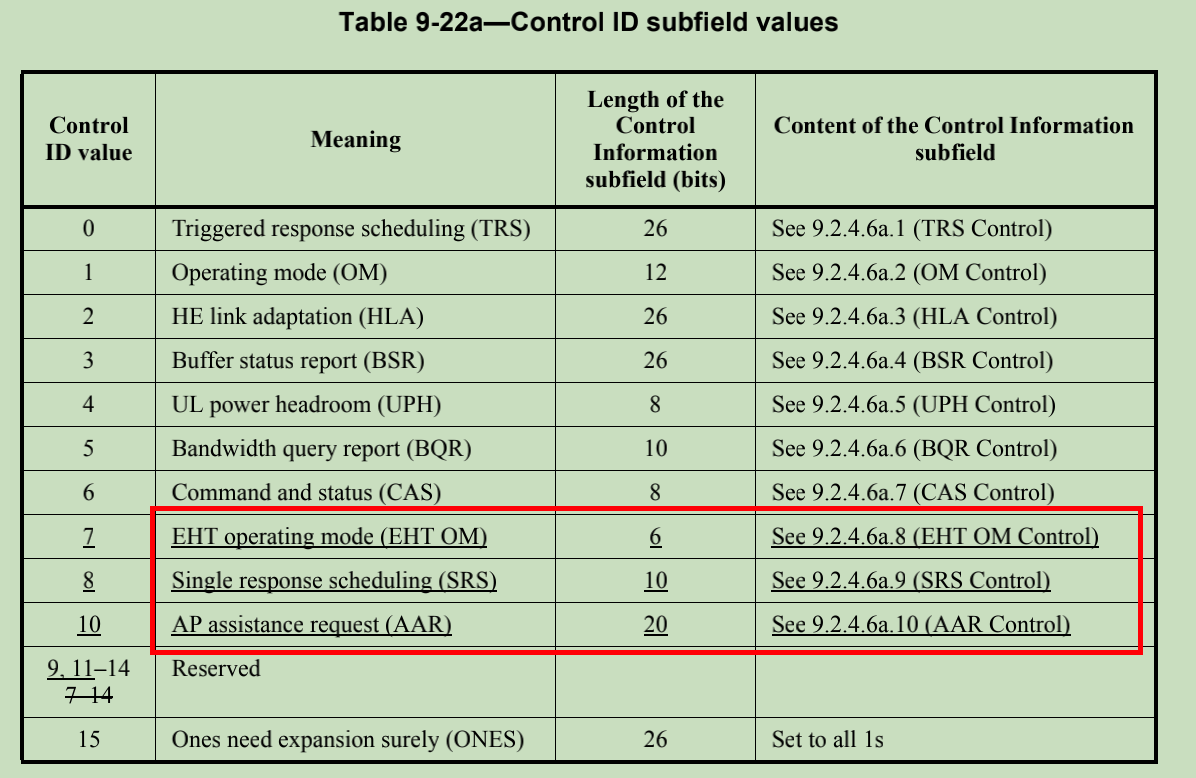 Table 9-22a—Control ID subfield values
Control
ID value
Meaning
Length of the
Control
Information
subfield (bits)
Content of the Control Information
subfield
0 Triggered response scheduling (TRS) 26 See 9.2.4.6a.1 (TRS Control)
1 Operating mode (OM) 12 See 9.2.4.6a.2 (OM Control)
2 HE link adaptation (HLA) 26 See 9.2.4.6a.3 (HLA Control)
3 Buffer status report (BSR) 26 See 9.2.4.6a.4 (BSR Control)
4 UL power headroom (UPH) 8 See 9.2.4.6a.5 (UPH Control)
5 Bandwidth query report (BQR) 10 See 9.2.4.6a.6 (BQR Control)
6 Command and status (CAS) 8 See 9.2.4.6a.7 (CAS Control)
7 EHT operating mode (EHT OM) 6 See 9.2.4.6a.8 (EHT OM Control)
8 Single response scheduling (SRS) 10 See 9.2.4.6a.9 (SRS Control)
10 AP assistance request (AAR) 20 See 9.2.4.6a.10 (AAR Control)
9, 11–14 Reserved
7–14
15 Ones need expansion surely (ONES) 26 Set to all 1s